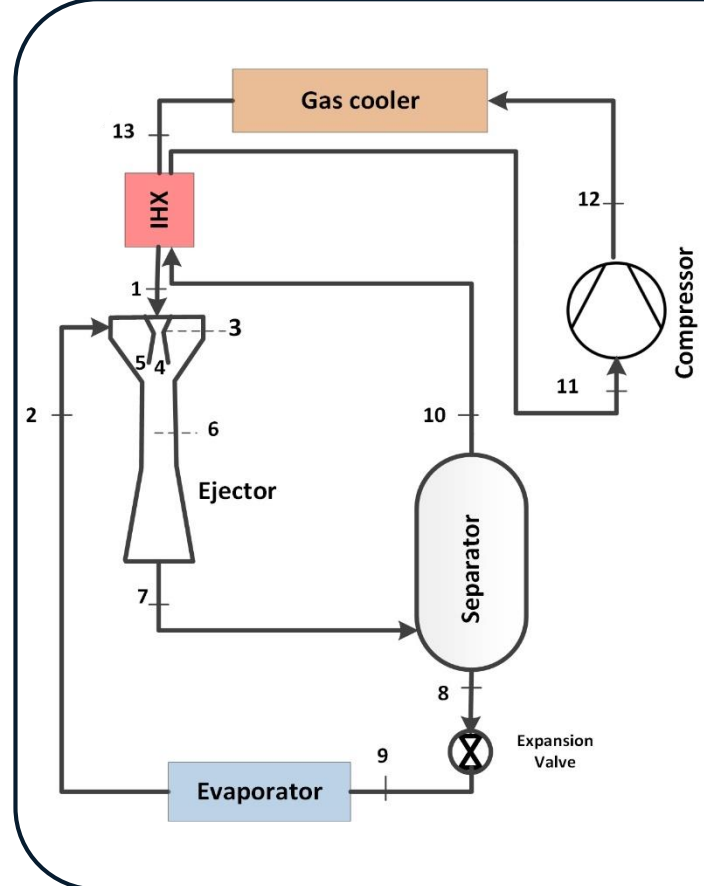 Gas cooler
13
IHX
12
1
3
5
4
Compressor
11
2
10
6
Ejector
Separator
7
8
Expansion
Valve
9
Evaporator